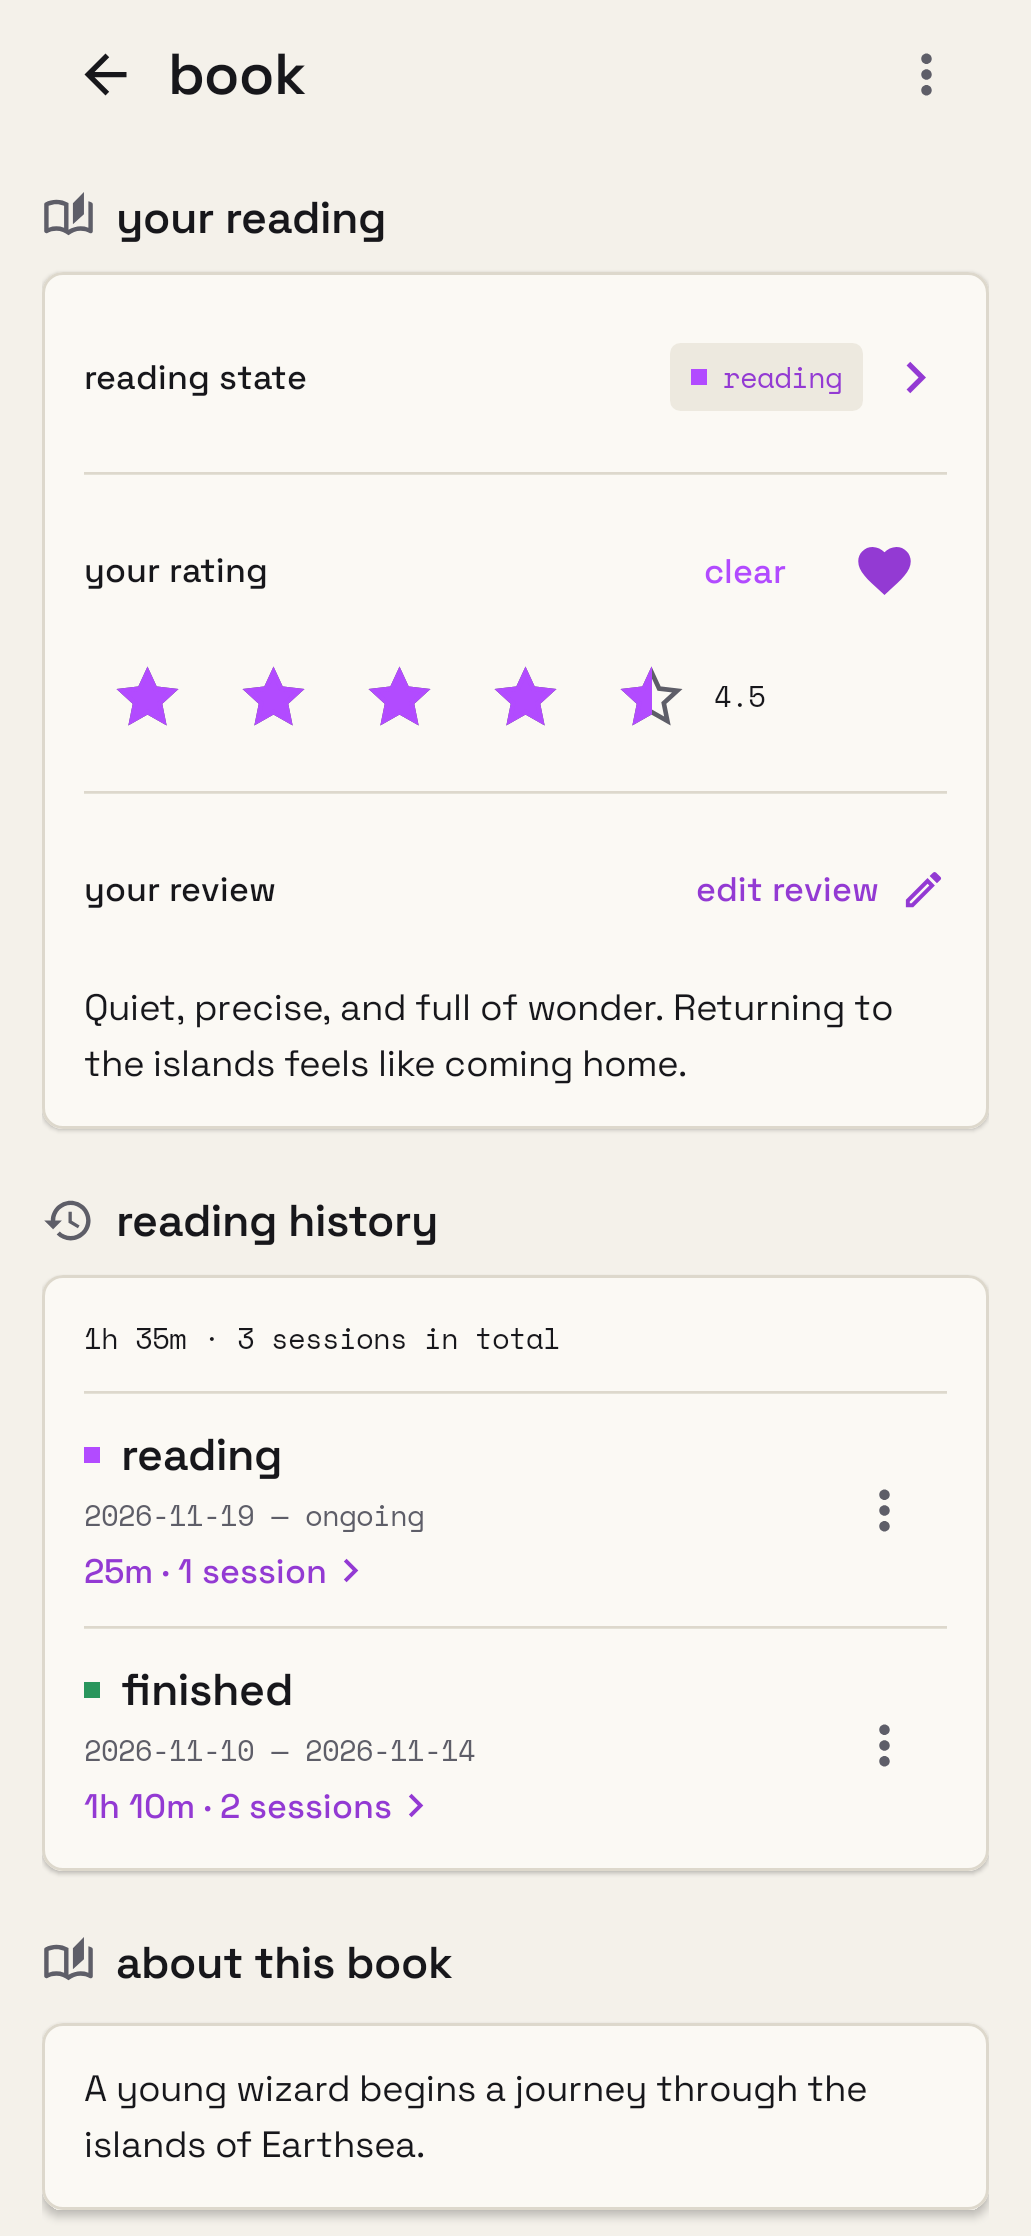 book
your reading
reading state
reading
your rating
clear
4.5
your review
edit review
Quiet, precise, and full of wonder. Returning to
the islands feels like coming home.
reading history
1h 35m · 3 sessions in total
reading
2026-11-19 — ongoing
25m · 1 session
finished
2026-11-10 — 2026-11-14
1h 10m · 2 sessions
about this book
A young wizard begins a journey through the
islands of Earthsea.